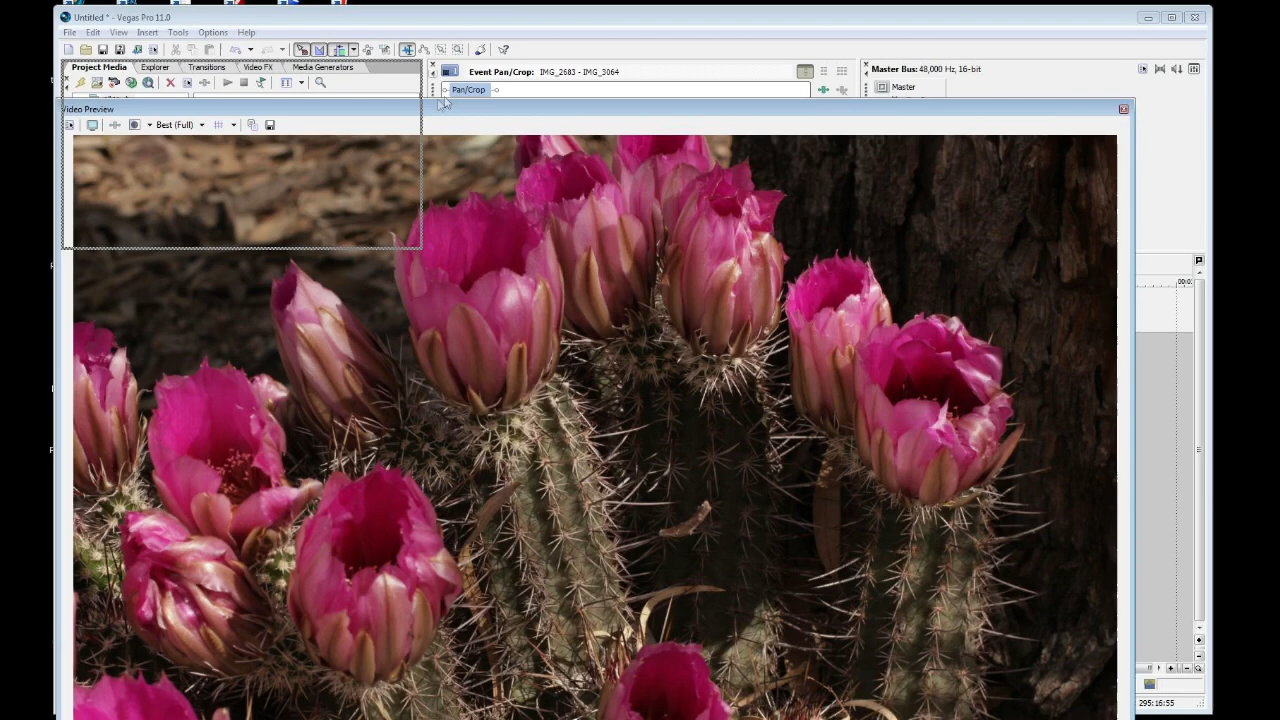 Untitled * - Vegas Pro 11.0
File Edit View Insert Tools Options Help
Project Media Explorer Transitions Video FX Media Generators
Event Pan/Crop: IMG_2683 - IMG_3064
Master Bus: 48,000 Hz, 16-bit
Pan/Crop
Master
Video Preview
Best (Full)
295:16:55